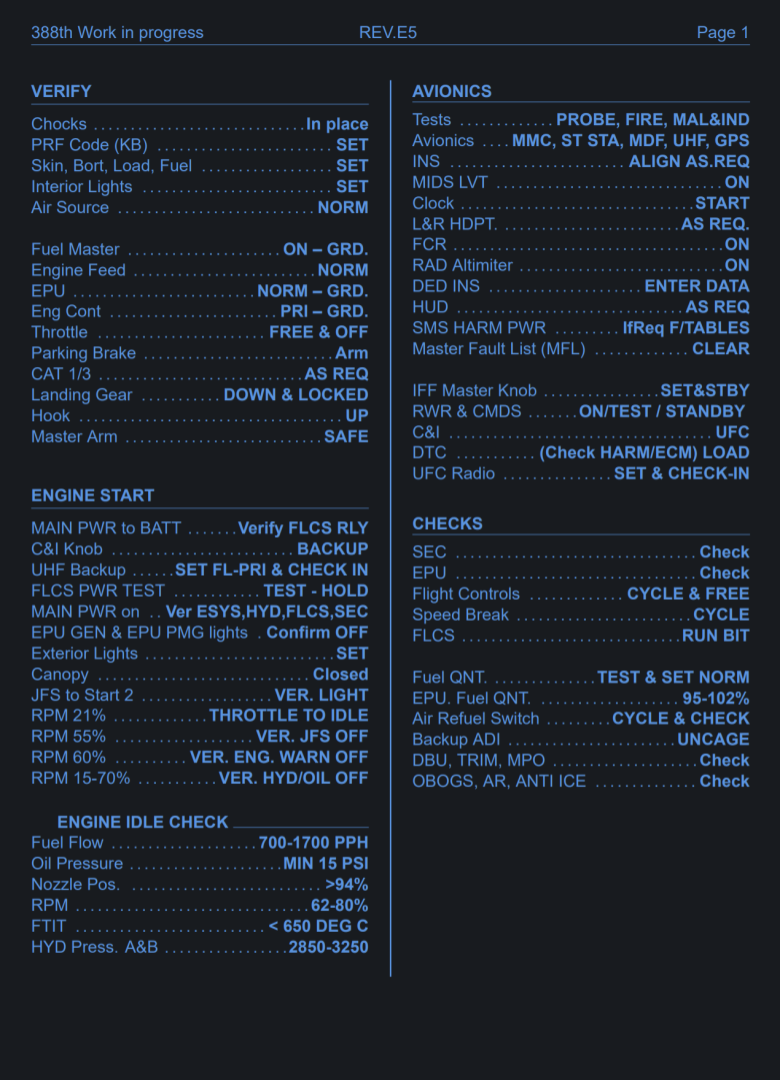 388th Work in progress REV.E5 Page 1
VERIFY
Chocks ............................ In place
PRF Code (KB) ....................... SET
Skin, Bort, Load, Fuel ................. SET
Interior Lights ......................... SET
Air Source .......................... NORM
Fuel Master ..................... ON – GRD.
Engine Feed ........................ NORM
EPU ........................ NORM – GRD.
Eng Cont ...................... PRI – GRD.
Throttle ...................... FREE & OFF
Parking Brake ......................... Arm
CAT 1/3 ........................... AS REQ
Landing Gear ........... DOWN & LOCKED
Hook ................................... UP
Master Arm .......................... SAFE
ENGINE START
MAIN PWR to BATT ....... Verify FLCS RLY
C&I Knob ........................ BACKUP
UHF Backup ...... SET FL-PRI & CHECK IN
FLCS PWR TEST ............ TEST - HOLD
MAIN PWR on .. Ver ESYS,HYD,FLCS,SEC
EPU GEN & EPU PMG lights . Confirm OFF
Exterior Lights ......................... SET
Canopy ............................ Closed
JFS to Start 2 ................. VER. LIGHT
RPM 21% ............. THROTTLE TO IDLE
RPM 55% .................. VER. JFS OFF
RPM 60% .......... VER. ENG. WARN OFF
RPM 15-70% ........... VER. HYD/OIL OFF
ENGINE IDLE CHECK
Fuel Flow .................... 700-1700 PPH
Oil Pressure ..................... MIN 15 PSI
Nozzle Pos. .......................... >94%
RPM ............................... 62-80%
FTIT .......................... < 650 DEG C
HYD Press. A&B ................. 2850-3250
AVIONICS
Tests ............. PROBE, FIRE, MAL&IND
Avionics .... MMC, ST STA, MDF, UHF, GPS
INS ........................ ALIGN AS.REQ
MIDS LVT ............................... ON
Clock ................................ START
L&R HDPT. ........................ AS REQ.
FCR ..................................... ON
RAD Altimiter ............................ ON
DED INS ..................... ENTER DATA
HUD ............................... AS REQ
SMS HARM PWR ......... IfReq F/TABLES
Master Fault List (MFL) ............. CLEAR
IFF Master Knob ................ SET&STBY
RWR & CMDS ....... ON/TEST / STANDBY
C&I .................................... UFC
DTC ........... (Check HARM/ECM) LOAD
UFC Radio ............... SET & CHECK-IN
CHECKS
SEC ................................. Check
EPU ................................. Check
Flight Controls ............. CYCLE & FREE
Speed Break ......................... CYCLE
FLCS .............................. RUN BIT
Fuel QNT. .............. TEST & SET NORM
EPU. Fuel QNT. ................... 95-102%
Air Refuel Switch ......... CYCLE & CHECK
Backup ADI ....................... UNCAGE
DBU, TRIM, MPO .................... Check
OBOGS, AR, ANTI ICE .............. Check